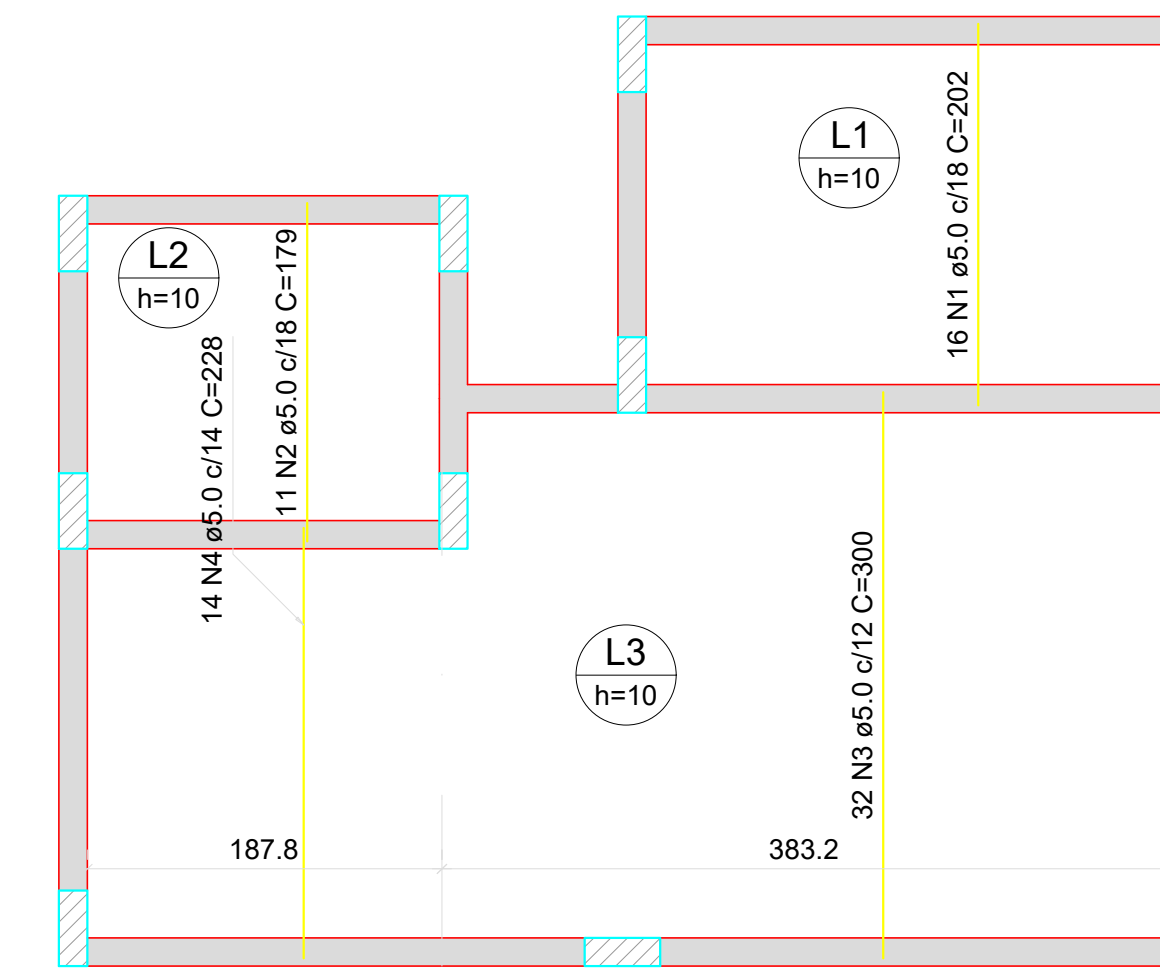 L1
h=10
16 N1 ø5.0 c/18 C=202
L2
h=10
11 N2 ø5.0 c/18 C=179
14 N4 ø5.0 c/14 C=228
L3
h=10
32 N3 ø5.0 c/12 C=300
187.8
383.2